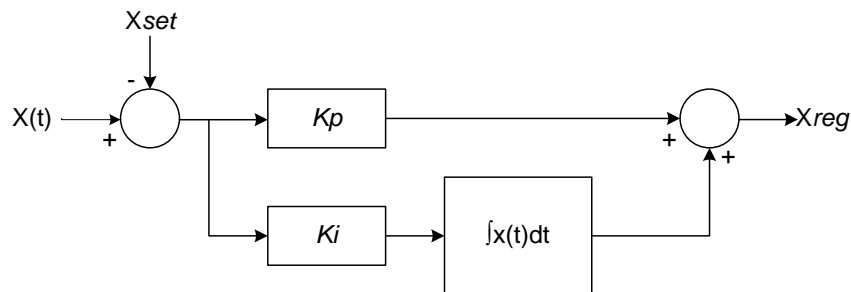 Xset
-
X(t)
+
Kp
+
Xreg
+
Ki
∫x(t)dt